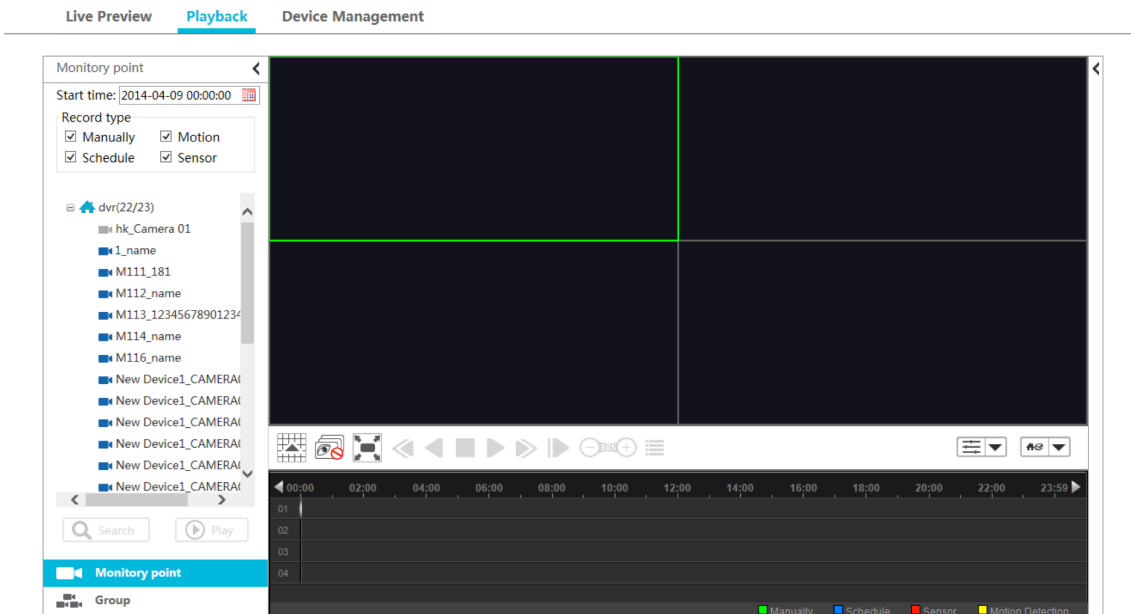 Live Preview Playback Device Management
Monitory point
Start time: 2014-04-09 00:00:00
Record type
Manually Motion
Schedule Sensor
dvr(22/23)
hk_Camera 01
1_name
M111_181
M112_name
M113_12345678901234
M114_name
M116_name
New Device1_CAMERA0
New Device1_CAMERA0
New Device1_CAMERA0
New Device1_CAMERA0
New Device1_CAMERA0
New Device1_CAMERA0
Search Play
Monitory point
Group
30S
00:00 02:00 04:00 06:00 08:00 10:00 12:00 14:00 16:00 18:00 20:00 22:00 23:59
01
02
03
04
Manually Schedule Sensor Motion Detection